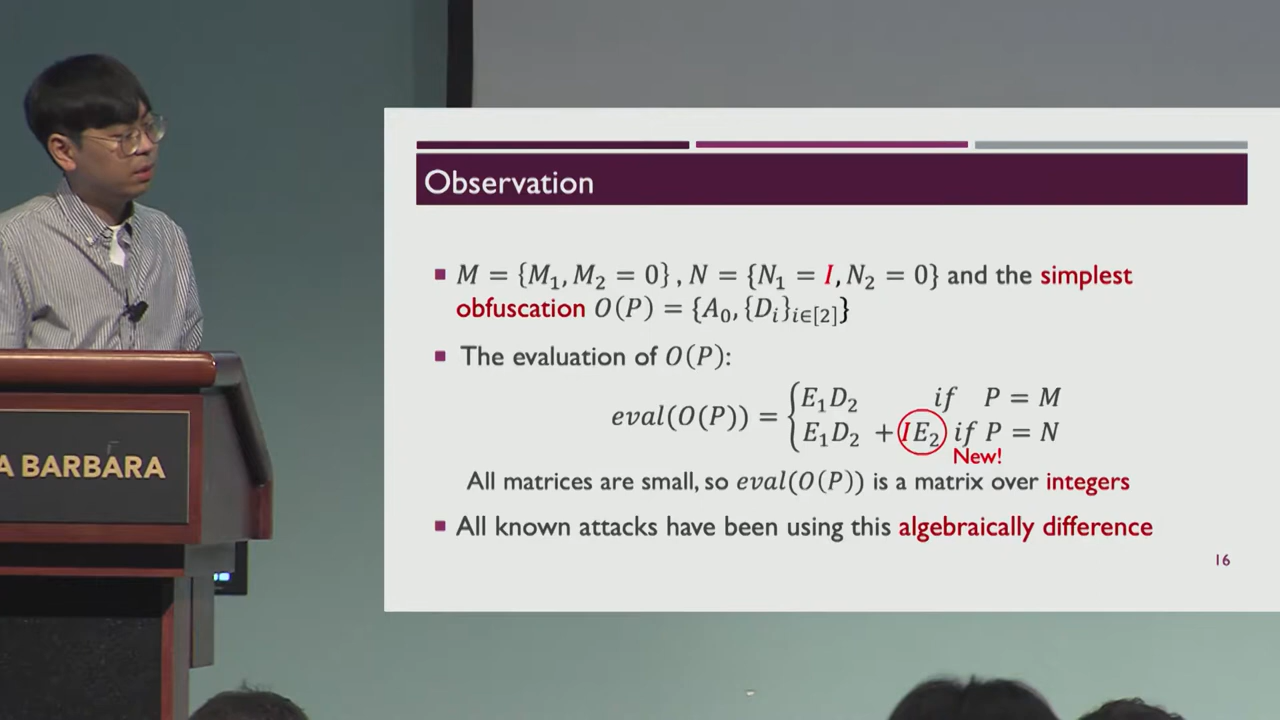 Observation
■ M = {M₁, M₂ = 0}, N = {N₁ = I, N₂ = 0} and the simplest
obfuscation O(P) = {A₀, {Dᵢ}ᵢ∈[2]}
■ The evaluation of O(P):
eval(O(P)) = { E₁D₂ if P = M
E₁D₂ + IE₂ if P = N
New!
All matrices are small, so eval(O(P)) is a matrix over integers
■ All known attacks have been using this algebraically difference
16
A BARBARA